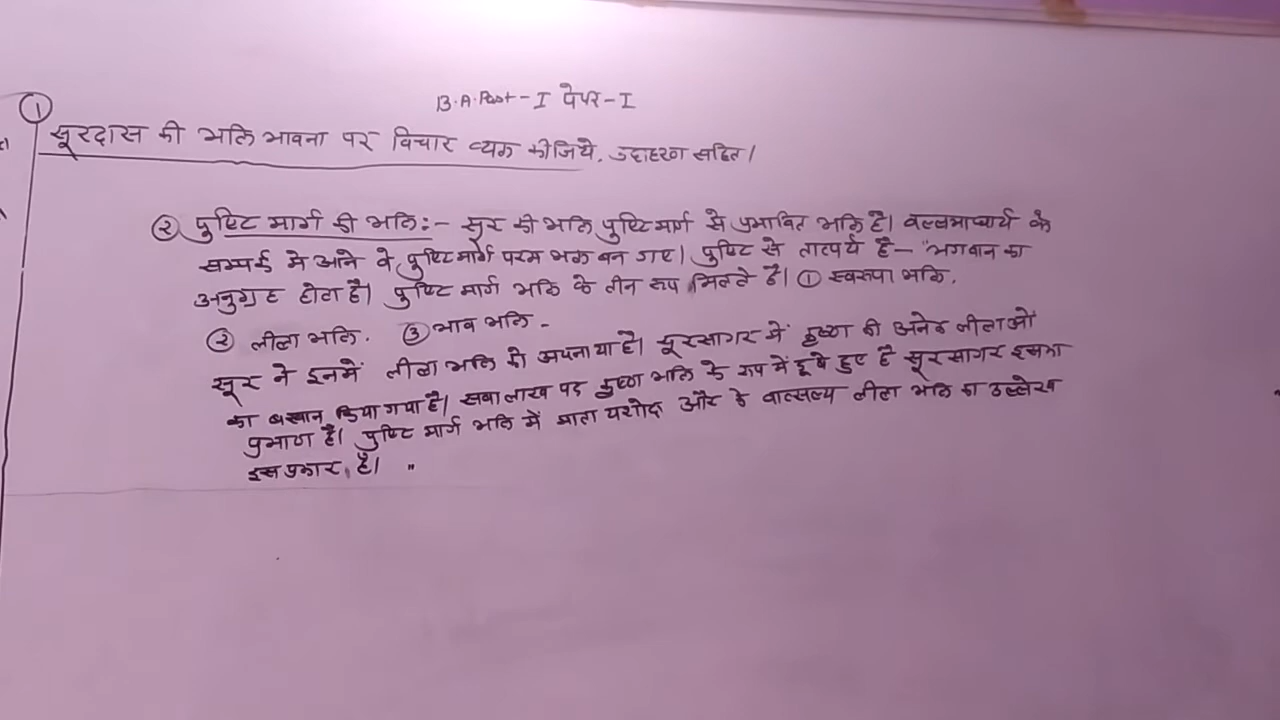 B.A. Part - I पेपर - I
① सूरदास की भक्ति भावना पर विचार व्यक्त कीजिये, उदाहरण सहित।
② पुष्टि मार्ग की भक्ति :- सूर की भक्ति पुष्टि मार्ग से प्रभावित भक्ति है। वल्लभाचार्य के
सम्पर्क मे आने वे पुष्टि मार्ग परम भक्त बन गए। पुष्टि से तात्पर्य है - "भगवान का
अनुग्रह होता है। पुष्टि मार्ग भक्ति के तीन रूप मिलते है। ① स्वरूपा भक्ति,
② लीला भक्ति. ③ भाव भक्ति -
सूर ने इनमें लीला भक्ति को अपनाया है। सूरसागर में कृष्ण की अनेक लीलाओं
का बखान किया गया है। सवा लाख पद कृष्ण भक्ति के रूप में डूबे हुए है सूरसागर इसका
प्रमाण है। पुष्टि मार्ग भक्ति में माता यशोदा और के वात्सल्य लीला भक्ति का उल्लेख
इस प्रकार है। "